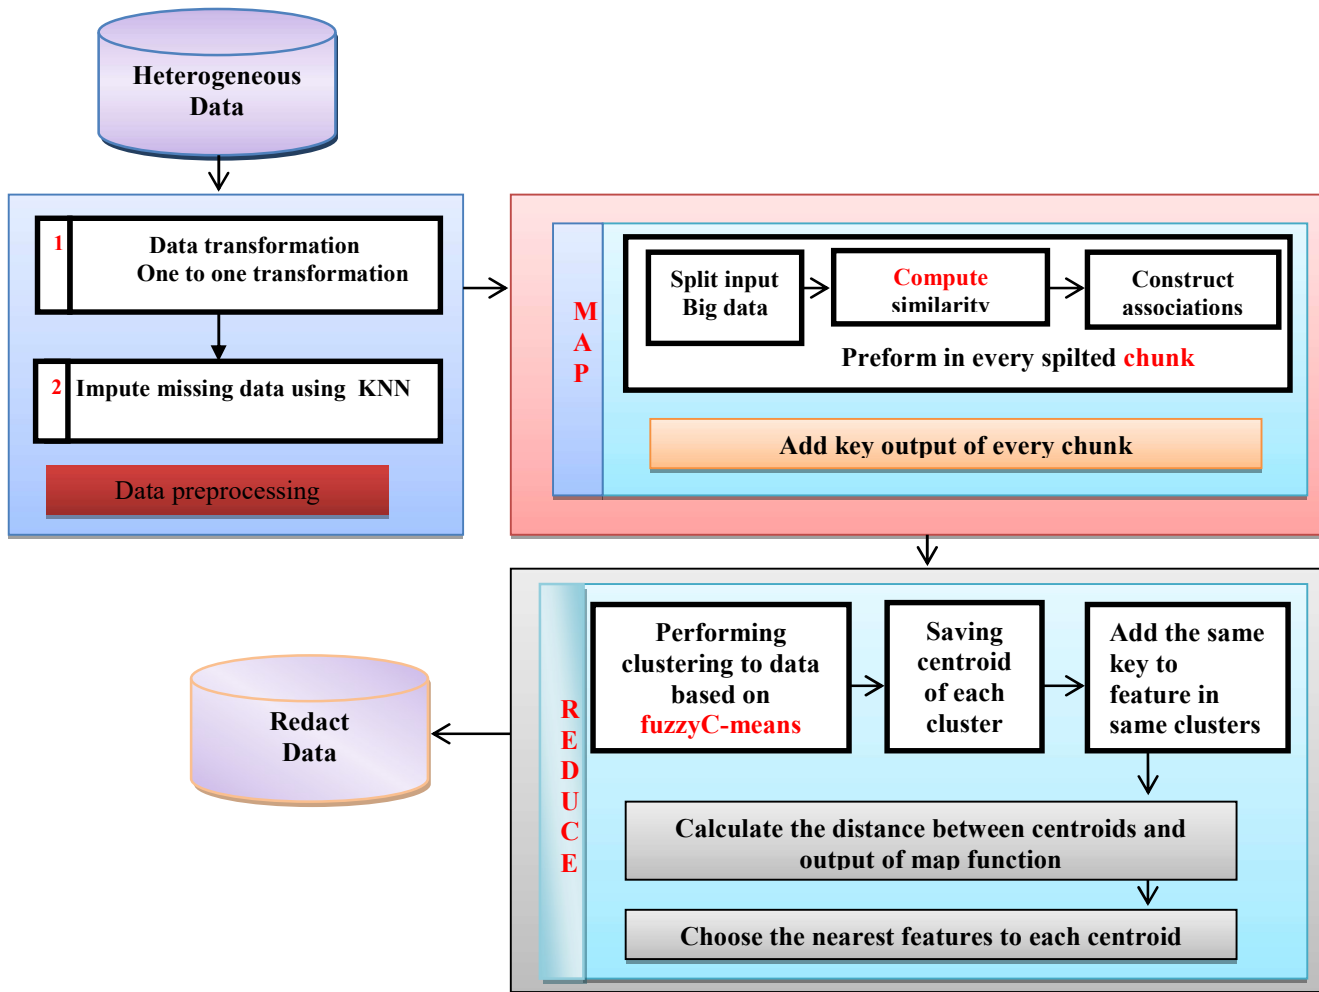 Heterogeneous
Data
1
Data transformation
One to one transformation
2
Impute missing data using KNN
Data preprocessing
M
A
P
Split input
Big data
Compute
similarity
Construct
associations
Preform in every spilted chunk
Add key output of every chunk
R
E
D
U
C
E
Performing
clustering to data
based on
fuzzyC-means
Saving
centroid
of each
cluster
Add the same
key to
feature in
same clusters
Calculate the distance between centroids and
output of map function
Choose the nearest features to each centroid
Redact
Data